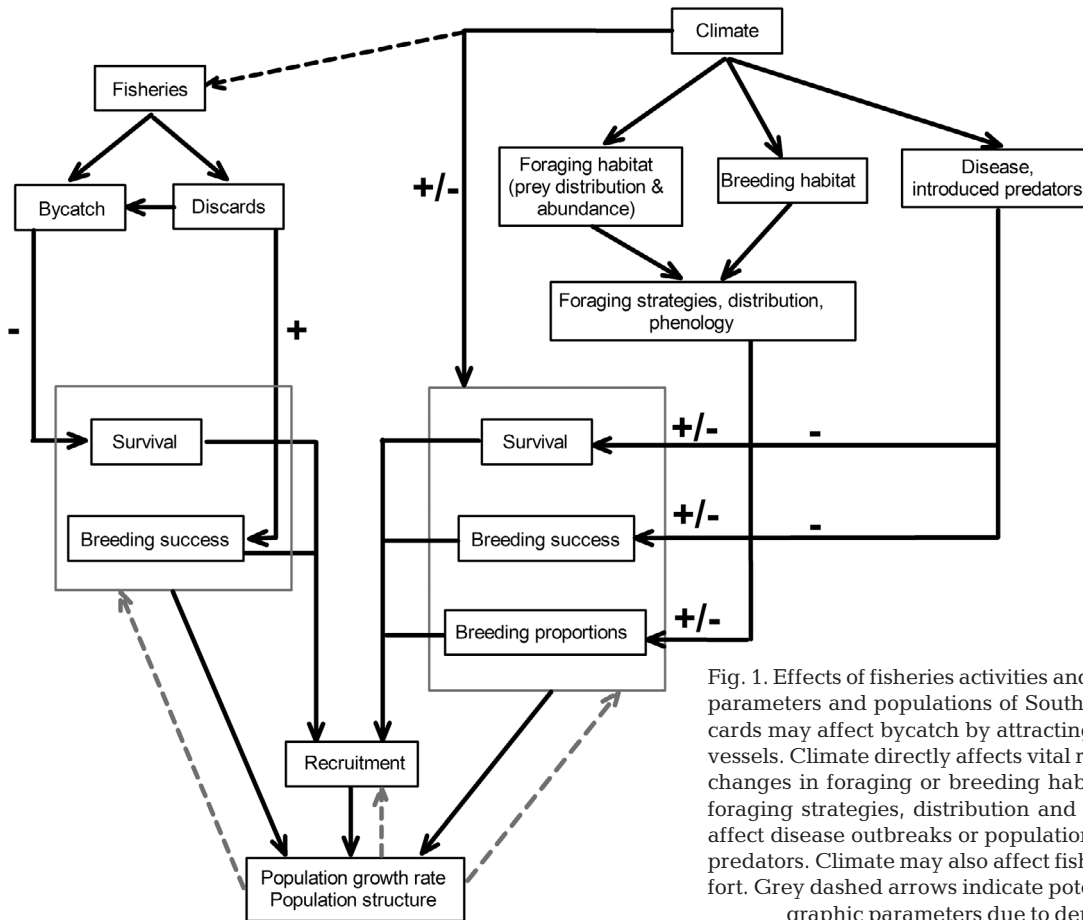 Climate
Fisheries
Foraging habitat
(prey distribution &
abundance)
Breeding habitat
Disease,
introduced predators
+/-
Bycatch
Discards
Foraging strategies, distribution,
phenology
-
+
Survival
Survival
+/-
-
Breeding success
Breeding success
+/-
-
Breeding proportions
+/-
Recruitment
Population growth rate
Population structure
Fig. 1. Effects of fisheries activities and
parameters and populations of South
cards may affect bycatch by attracting
vessels. Climate directly affects vital r
changes in foraging or breeding hab
foraging strategies, distribution and
affect disease outbreaks or population
predators. Climate may also affect fish
fort. Grey dashed arrows indicate pote
graphic parameters due to der